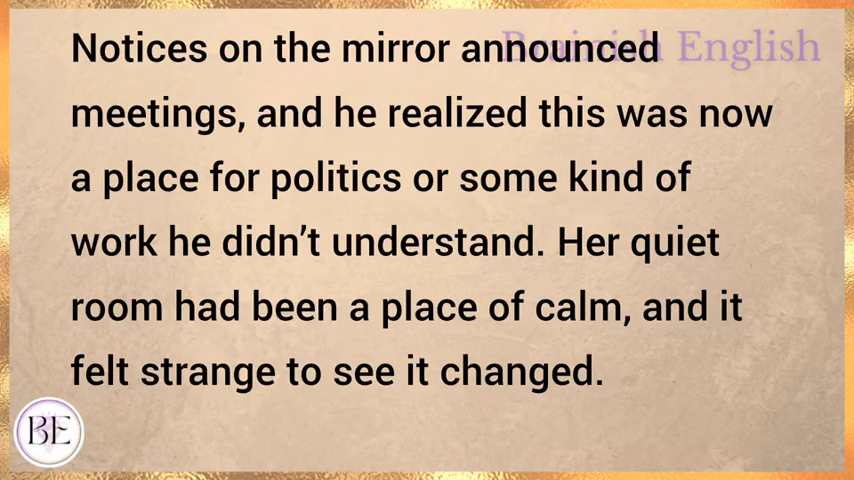 Brainish English
Notices on the mirror announced
meetings, and he realized this was now
a place for politics or some kind of
work he didn't understand. Her quiet
room had been a place of calm, and it
felt strange to see it changed.
BE